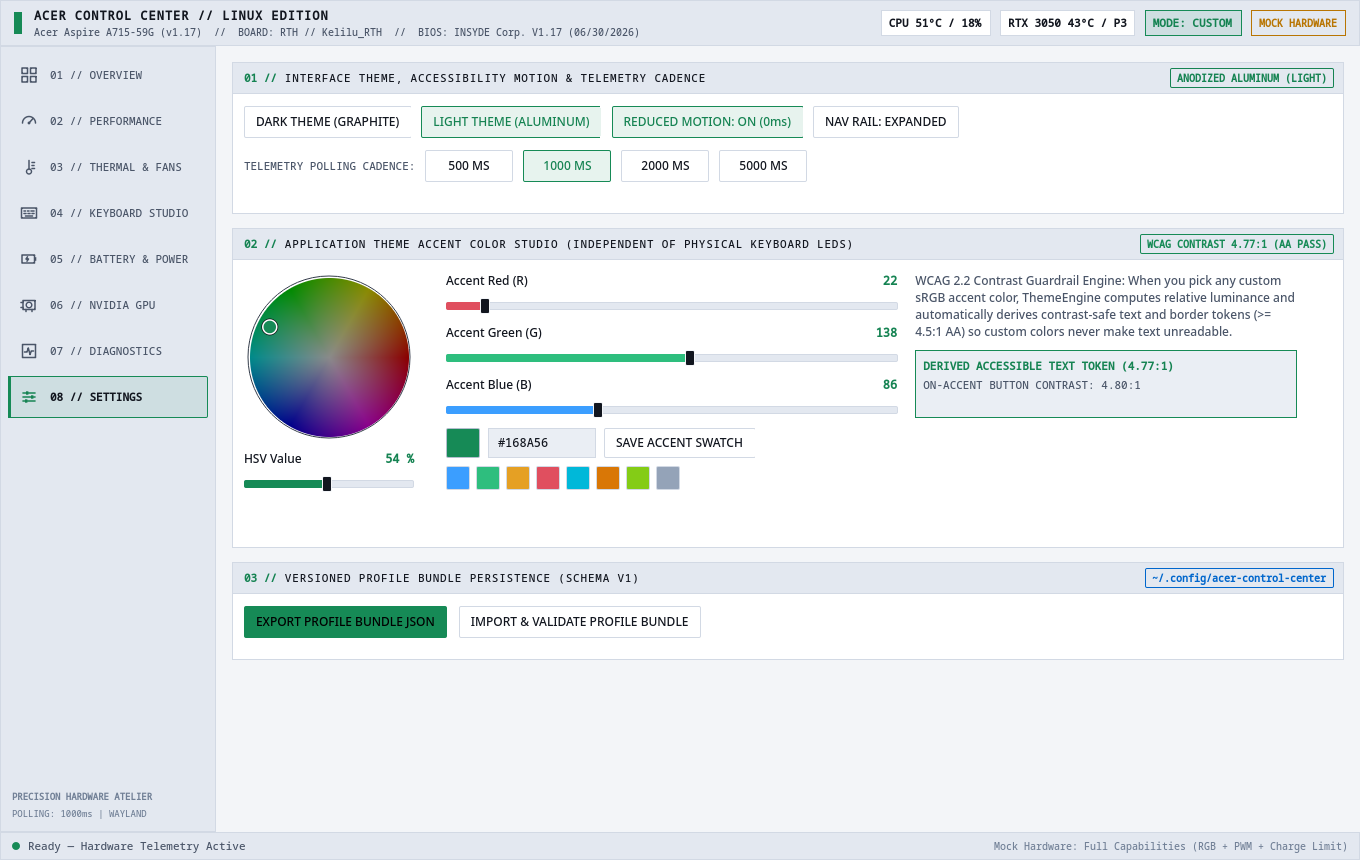 ACER CONTROL CENTER // LINUX EDITION
Acer Aspire A715-59G (v1.17) // BOARD: RTH // Kelilu_RTH // BIOS: INSYDE Corp. V1.17 (06/30/2026)
CPU 51°C / 18%
RTX 3050 43°C / P3
MODE: CUSTOM
MOCK HARDWARE
01 // OVERVIEW
02 // PERFORMANCE
03 // THERMAL & FANS
04 // KEYBOARD STUDIO
05 // BATTERY & POWER
06 // NVIDIA GPU
07 // DIAGNOSTICS
08 // SETTINGS
PRECISION HARDWARE ATELIER
POLLING: 1000ms | WAYLAND
01 // INTERFACE THEME, ACCESSIBILITY MOTION & TELEMETRY CADENCE
ANODIZED ALUMINUM (LIGHT)
DARK THEME (GRAPHITE)
LIGHT THEME (ALUMINUM)
REDUCED MOTION: ON (0ms)
NAV RAIL: EXPANDED
TELEMETRY POLLING CADENCE:
500 MS
1000 MS
2000 MS
5000 MS
02 // APPLICATION THEME ACCENT COLOR STUDIO (INDEPENDENT OF PHYSICAL KEYBOARD LEDS)
WCAG CONTRAST 4.77:1 (AA PASS)
HSV Value
54 %
Accent Red (R)
22
Accent Green (G)
138
Accent Blue (B)
86
#168A56
SAVE ACCENT SWATCH
WCAG 2.2 Contrast Guardrail Engine: When you pick any custom
sRGB accent color, ThemeEngine computes relative luminance and
automatically derives contrast-safe text and border tokens (>=
4.5:1 AA) so custom colors never make text unreadable.
DERIVED ACCESSIBLE TEXT TOKEN (4.77:1)
ON-ACCENT BUTTON CONTRAST: 4.80:1
03 // VERSIONED PROFILE BUNDLE PERSISTENCE (SCHEMA V1)
~/.config/acer-control-center
EXPORT PROFILE BUNDLE JSON
IMPORT & VALIDATE PROFILE BUNDLE
Ready — Hardware Telemetry Active
Mock Hardware: Full Capabilities (RGB + PWM + Charge Limit)